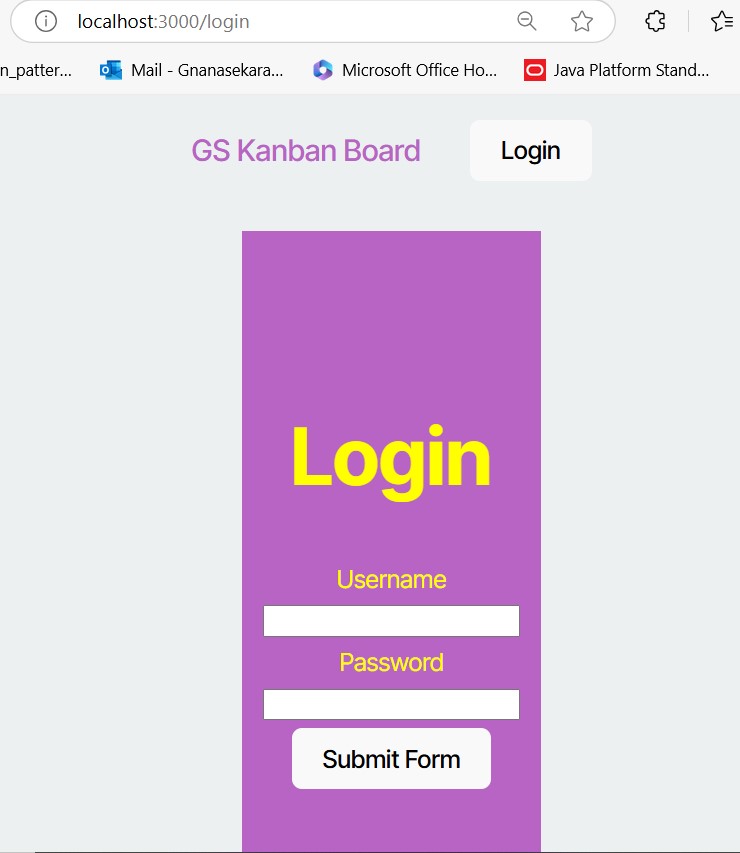 localhost:3000/login
n_patter... Mail - Gnanasekara... Microsoft Office Ho... Java Platform Stand...
GS Kanban Board Login
Login
Username
Password
Submit Form